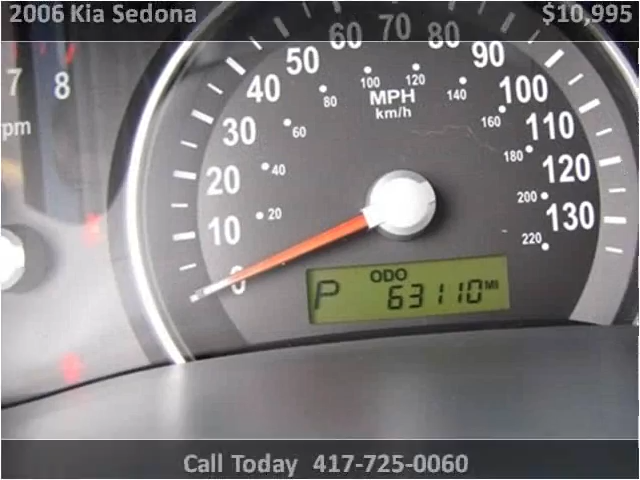 2006 Kia Sedona $10,995
7 8
rpm
0 10 20 30 40 50 60 70 80 90 100 110 120 130
20 40 60 80 100 120 140 160 180 200 220
MPH
km/h
ODO
P 63110 MI
Call Today 417-725-0060